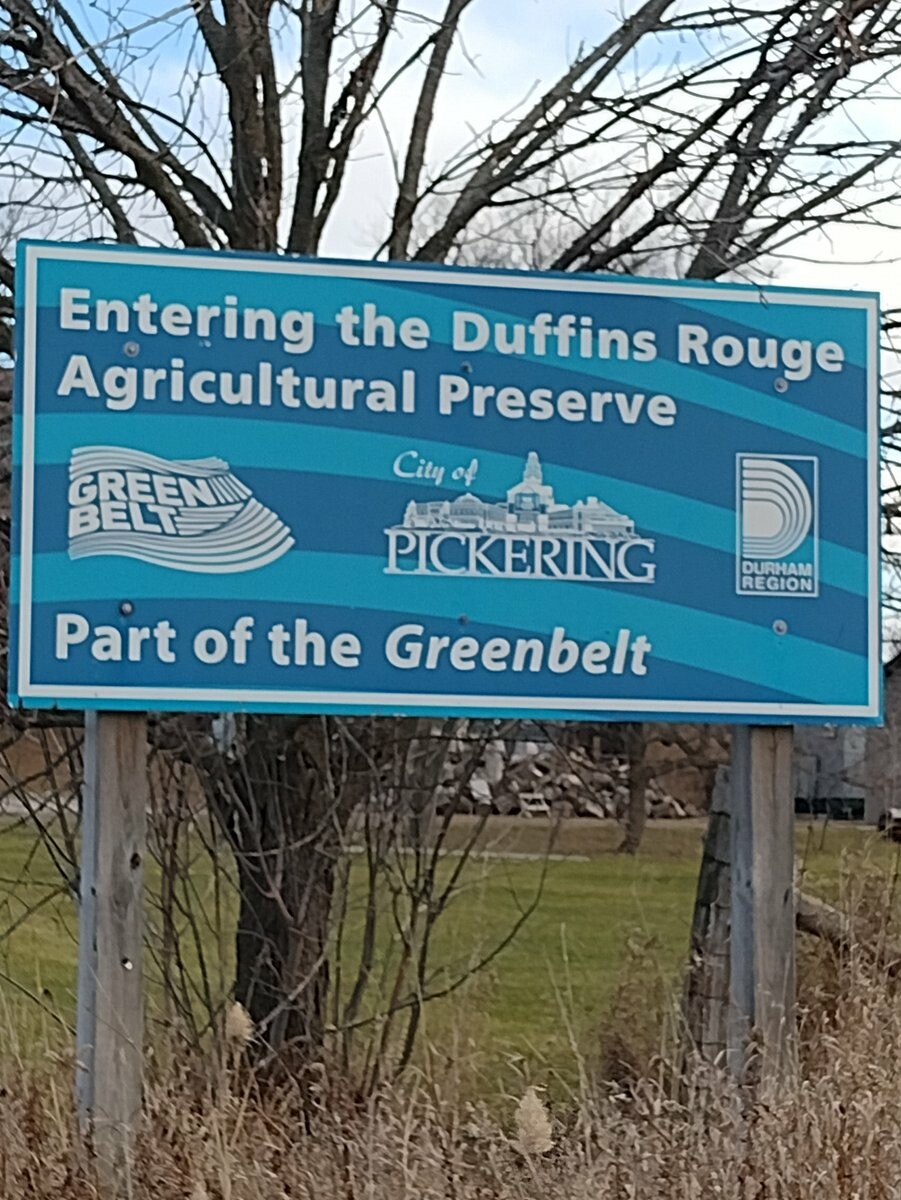 Entering the Duffins Rouge
Agricultural Preserve
GREEN
BELT
City of
PICKERING
DURHAM
REGION
Part of the Greenbelt